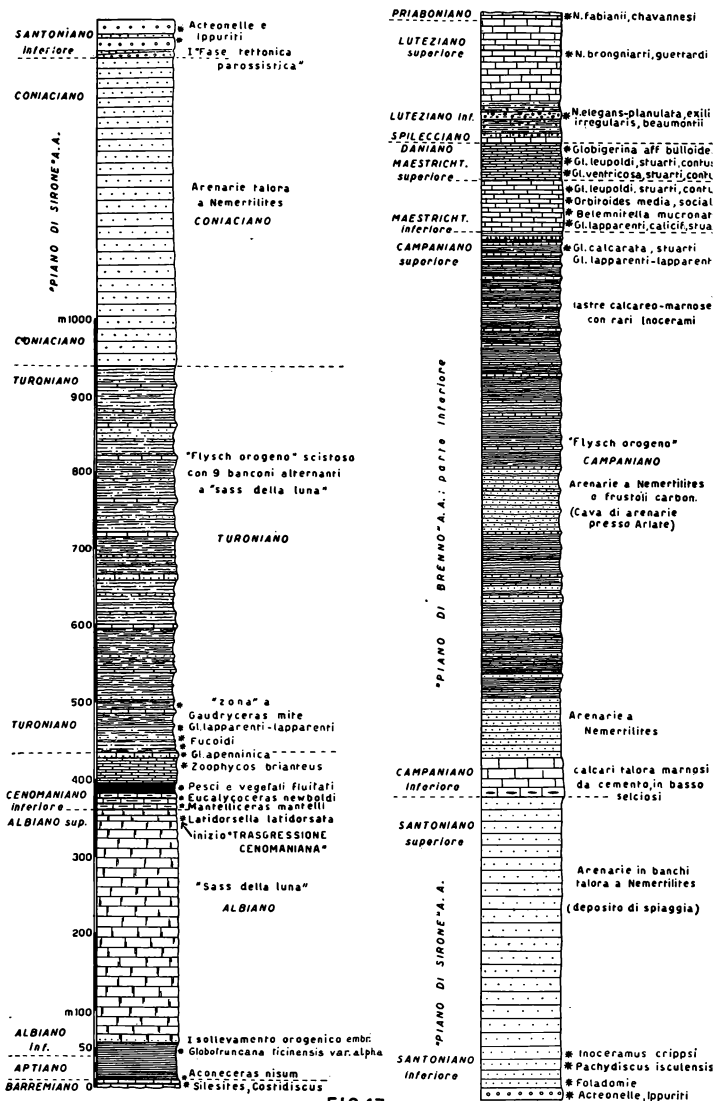 SANTONIANO
Inferiore
✱ Acteonelle e
✱ Ippuriti
I "Fase tettonica
parossistica"
CONIACIANO
"PIANO DI SIRONE" A.A.
Arenarie talora
a Nemertilites
CONIACIANO
m1000
CONIACIANO
TURONIANO
900
"Flysch orogeno" scistoso
con 9 banconi alternanti
a "sass della luna"
800
TURONIANO
700
600
500
✱ "zona" a
Gaudryceras mite
✱ Gl. lapparenti-lapparenti
✱ Fucoidi
TURONIANO
✱ Gl. apenninica
✱ Zoophycos brianteus
400
✱ Pesci e vegetali fluitati
✱ Eucalycoceras newboldi
✱ Mantelliceras mantelli
CENOMANIANO
inferiore
ALBIANO sup.
✱ Latidorsella latidorsata
inizio "TRASGRESSIONE
CENOMANIANA"
300
"Sass della luna"
ALBIANO
200
m100
ALBIANO
Inf.
I sollevamento orogenico embr.
50
✱ Globotruncana ticinensis var. alpha
APTIANO
✱ Aconeceras nisum
BARREMIANO 0
✱ Silesites, Costidiscus
PRIABONIANO
✱ N. fabianii, chavannesi
LUTEZIANO
superiore
✱ N. brongniarti, guettardi
LUTEZIANO Inf.
✱ N. elegans-planulata, exili
irregularis, beaumontii
SPILECCIANO
DANIANO
✱ Globigerina aff bulloide
MAESTRICHT.
superiore
✱ Gl. leupoldi, stuarti, contus
✱ Gl. ventricosa, stuarti, contu
✱ Gl. leupoldi, stuarti, contu
✱ Orbitoides media, social
✱ Belemnitella mucronat
MAESTRICHT.
inferiore
✱ Gl. lapparenti, calicif, stua
CAMPANIANO
superiore
✱ Gl. calcarata, stuarti
Gl. lapparenti-lapparent
lastre calcareo-marnose
con rari Inocerami
"PIANO DI BRENNO" A.A.: parte inferiore
"Flysch orogeno"
CAMPANIANO
Arenarie a Nemertilites
o frustoli carbon.
(Cava di arenarie
presso Arlate)
Arenarie a
Nemertilites
CAMPANIANO
Inferiore
calcari talora marnosi
da cemento, in basso
selciosi
SANTONIANO
superiore
Arenarie in banchi
talora a Nemertilites
(deposito di spiaggia)
"PIANO DI SIRONE" A.A.
✱ Inoceramus crippsi
SANTONIANO
inferiore
✱ Pachydiscus isculensis
✱ Foladomie
✱ Acteonelle, Ippuriti